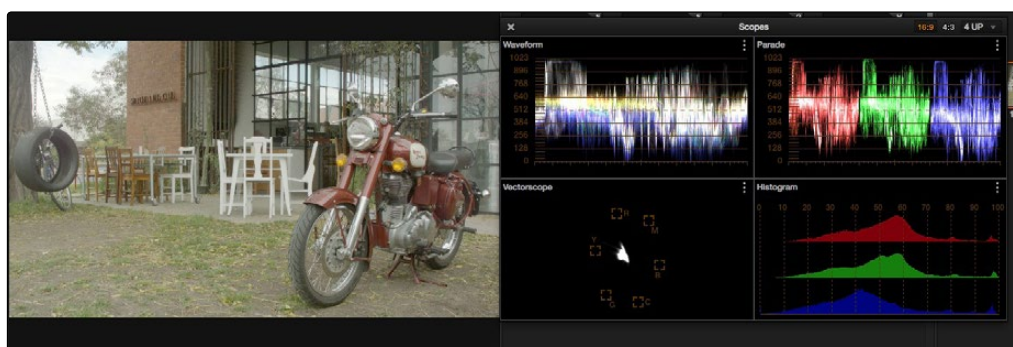 Scopes
16:9 4:3 4 UP
Waveform
1023
896
768
640
512
384
256
128
0
Parade
1023
896
768
640
512
384
256
128
0
Vectorscope
R
M
Y
B
G
C
Histogram
0 10 20 30 40 50 60 70 80 90 100